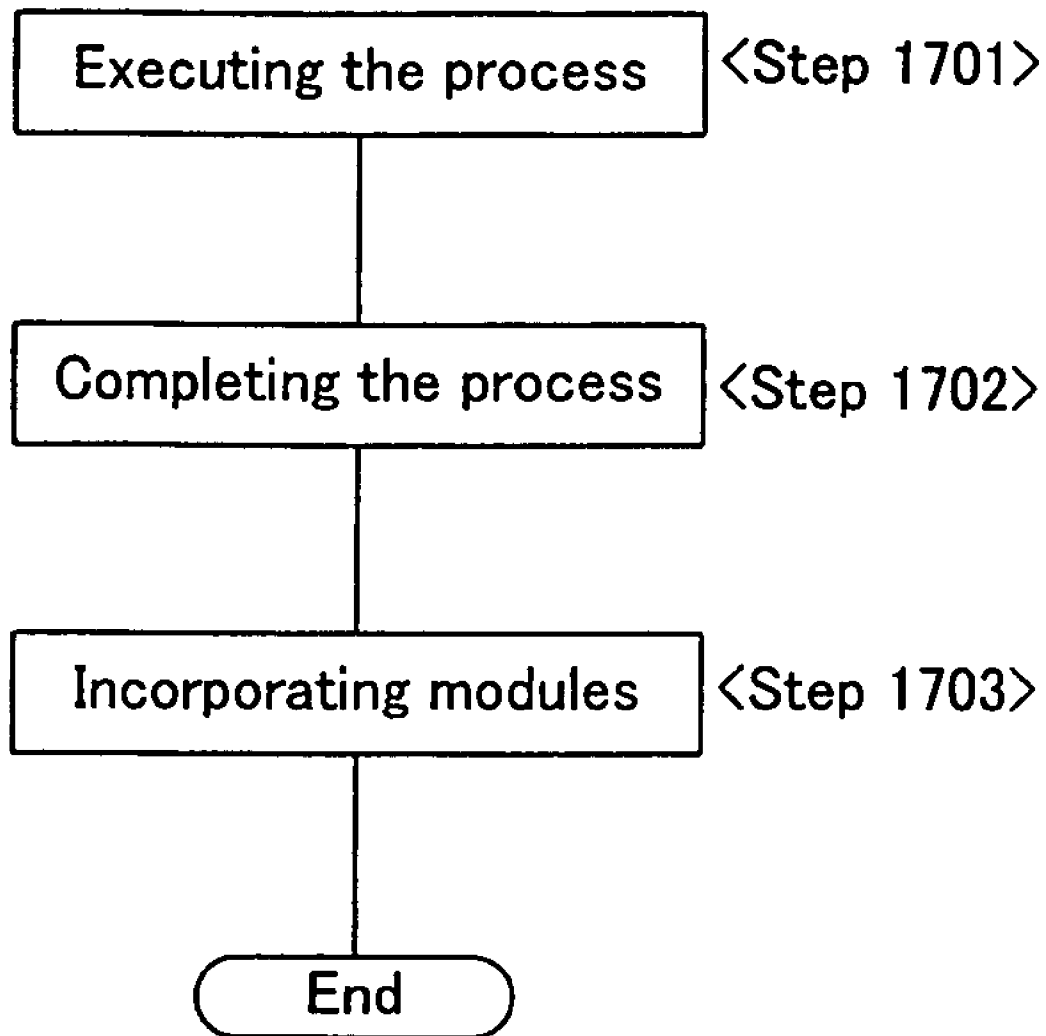 Executing the process <Step 1701>
Completing the process <Step 1702>
Incorporating modules <Step 1703>
End